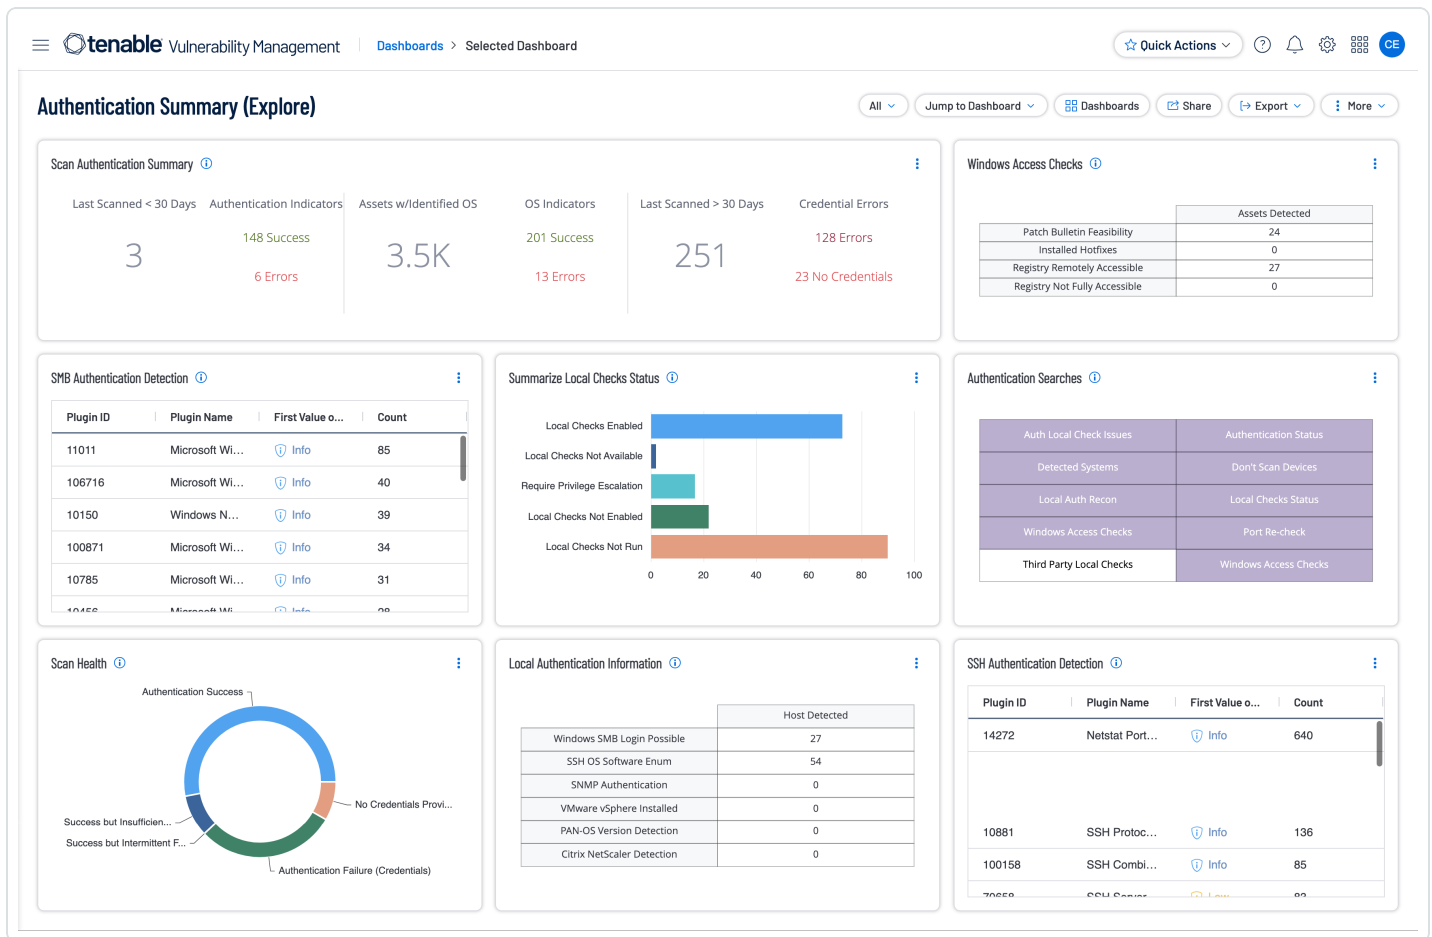 tenable Vulnerability Management
Dashboards > Selected Dashboard
Quick Actions
CE
Authentication Summary (Explore)
All
Jump to Dashboard
Dashboards
Share
Export
More
Scan Authentication Summary
Last Scanned < 30 Days
3
Authentication Indicators
148 Success
6 Errors
Assets w/Identified OS
3.5K
OS Indicators
201 Success
13 Errors
Last Scanned > 30 Days
251
Credential Errors
128 Errors
23 No Credentials
Windows Access Checks
Assets Detected
Patch Bulletin Feasibility 24
Installed Hotfixes 0
Registry Remotely Accessible 27
Registry Not Fully Accessible 0
SMB Authentication Detection
Plugin ID Plugin Name First Value o... Count
11011 Microsoft Wi... Info 85
106716 Microsoft Wi... Info 40
10150 Windows N... Info 39
100871 Microsoft Wi... Info 34
10785 Microsoft Wi... Info 31
10456 Microsoft Wi... Info 28
Summarize Local Checks Status
Local Checks Enabled
Local Checks Not Available
Require Privilege Escalation
Local Checks Not Enabled
Local Checks Not Run
0 20 40 60 80 100
Authentication Searches
Auth Local Check Issues Authentication Status
Detected Systems Don't Scan Devices
Local Auth Recon Local Checks Status
Windows Access Checks Port Re-check
Third Party Local Checks Windows Access Checks
Scan Health
Authentication Success
No Credentials Provi...
Success but Insufficien...
Success but Intermittent F...
Authentication Failure (Credentials)
Local Authentication Information
Host Detected
Windows SMB Login Possible 27
SSH OS Software Enum 54
SNMP Authentication 0
VMware vSphere Installed 0
PAN-OS Version Detection 0
Citrix NetScaler Detection 0
SSH Authentication Detection
Plugin ID Plugin Name First Value o... Count
14272 Netstat Port... Info 640
10881 SSH Protoc... Info 136
100158 SSH Combi... Info 85
70658 SSH Server Low 83